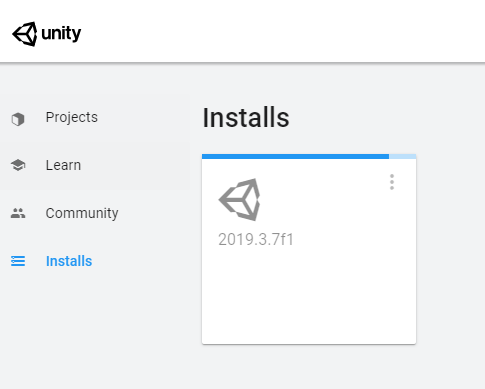 unity
Projects
Learn
Community
Installs
Installs
2019.3.7f1